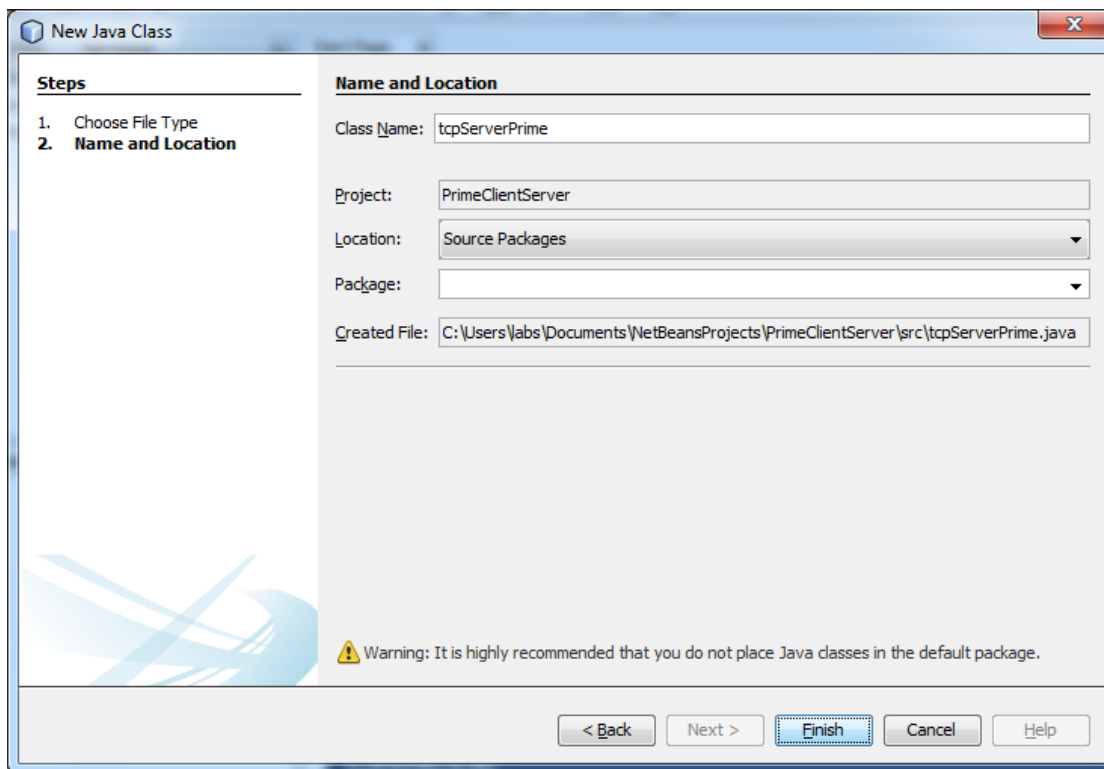 New Java Class
Steps
1. Choose File Type
2. Name and Location
Name and Location
Class Name: tcpServerPrime
Project: PrimeClientServer
Location: Source Packages
Package:
Created File: C:\Users\labs\Documents\NetBeansProjects\PrimeClientServer\src\tcpServerPrime.java
Warning: It is highly recommended that you do not place Java classes in the default package.
< Back Next > Finish Cancel Help